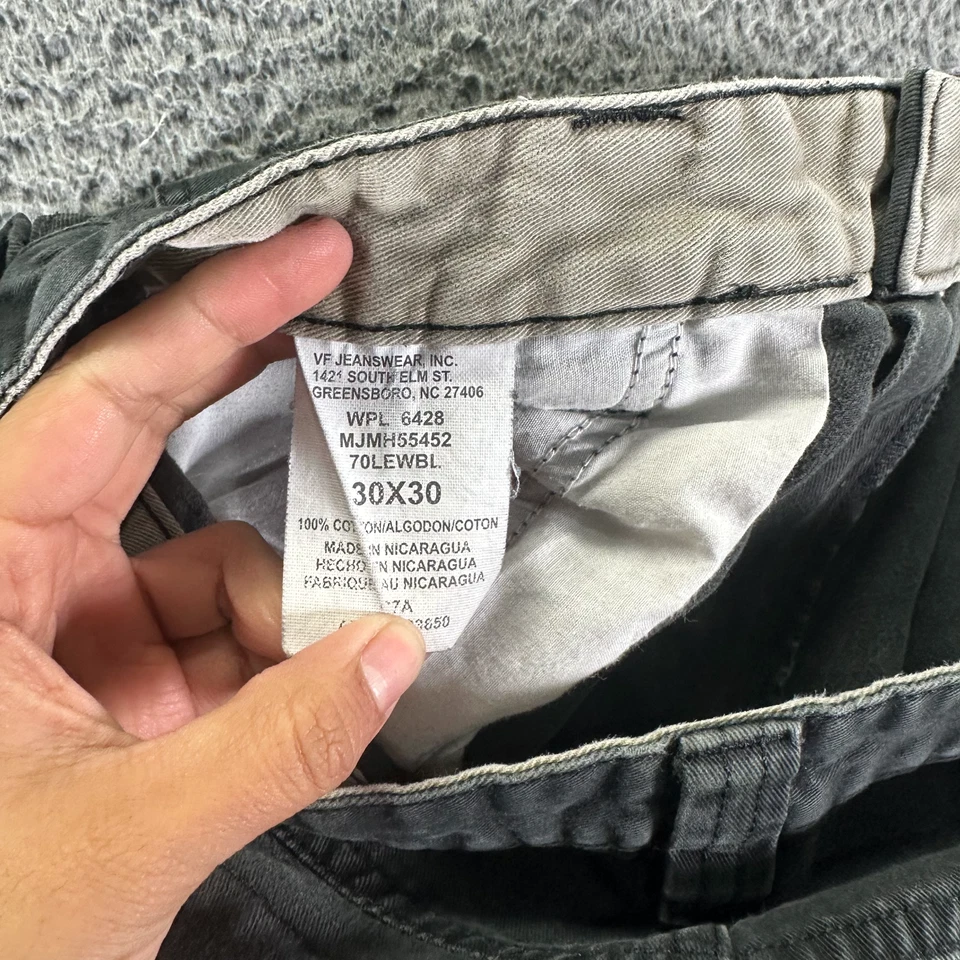 VF JEANSWEAR, INC.
1421 SOUTH ELM ST.
GREENSBORO, NC 27406
WPL 6428
MJMH55452
70LEWBL
30X30
100% COTTON/ALGODON/COTON
MADE IN NICARAGUA
HECHO EN NICARAGUA
FABRIQUE AU NICARAGUA